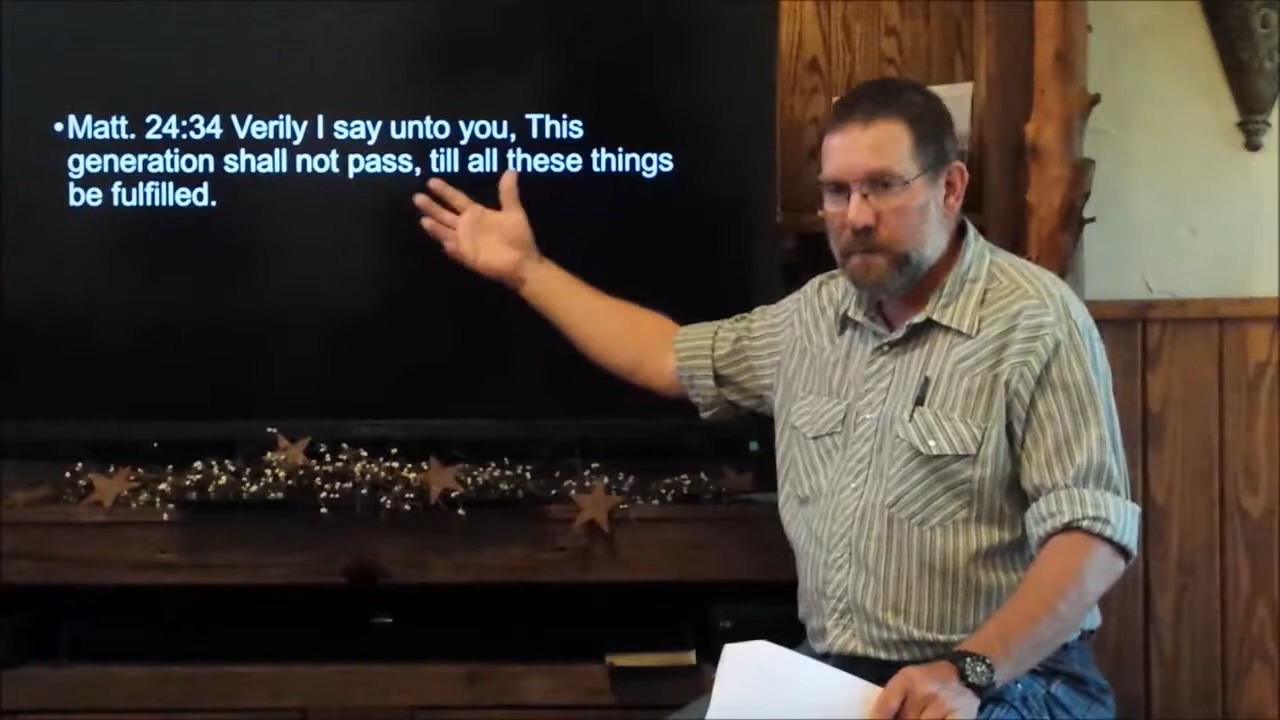 •Matt. 24:34 Verily I say unto you, This
generation shall not pass, till all these things
be fulfilled.